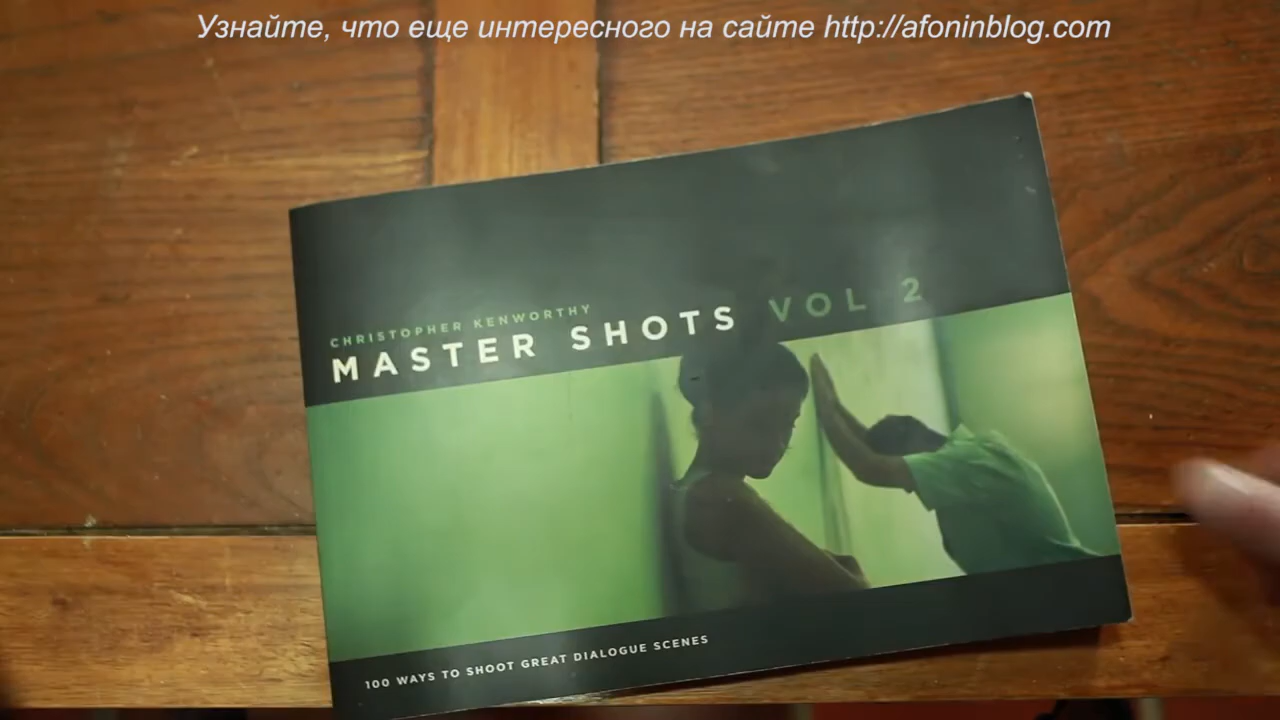 Узнайте, что еще интересного на сайте http://afoninblog.com
CHRISTOPHER KENWORTHY
MASTER SHOTS VOL 2
100 WAYS TO SHOOT GREAT DIALOGUE SCENES